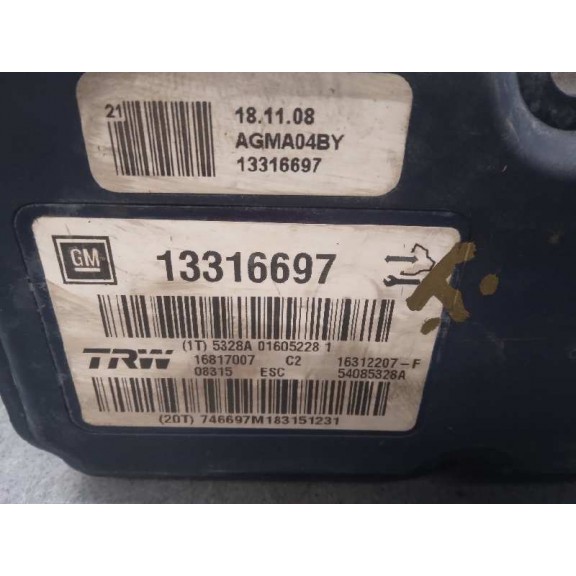 21
18.11.08
AGMA04BY
13316697
GM
13316697
(1T) 5328A 01605228 1
TRW
16817007 C2 16312207-F
08315 ESC 54085328A
(20T) 746697M183151231